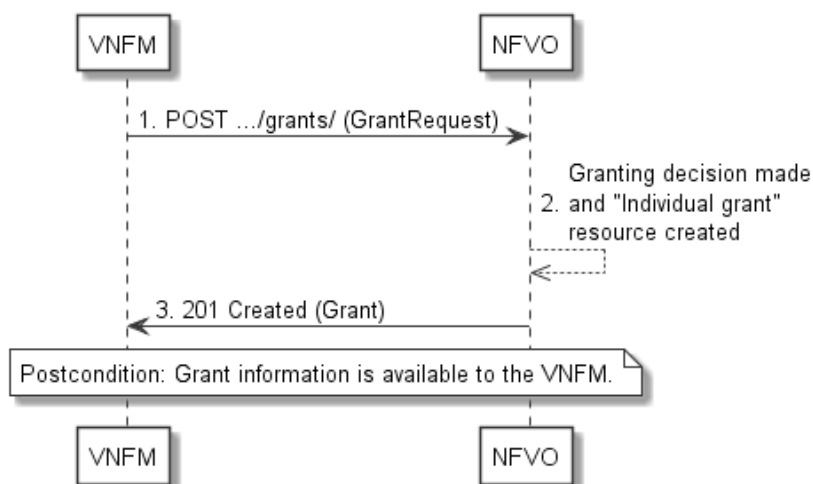 VNFM
NFVO
1. POST .../grants/ (GrantRequest)
Granting decision made
2. and "Individual grant"
resource created
3. 201 Created (Grant)
Postcondition: Grant information is available to the VNFM.
VNFM
NFVO